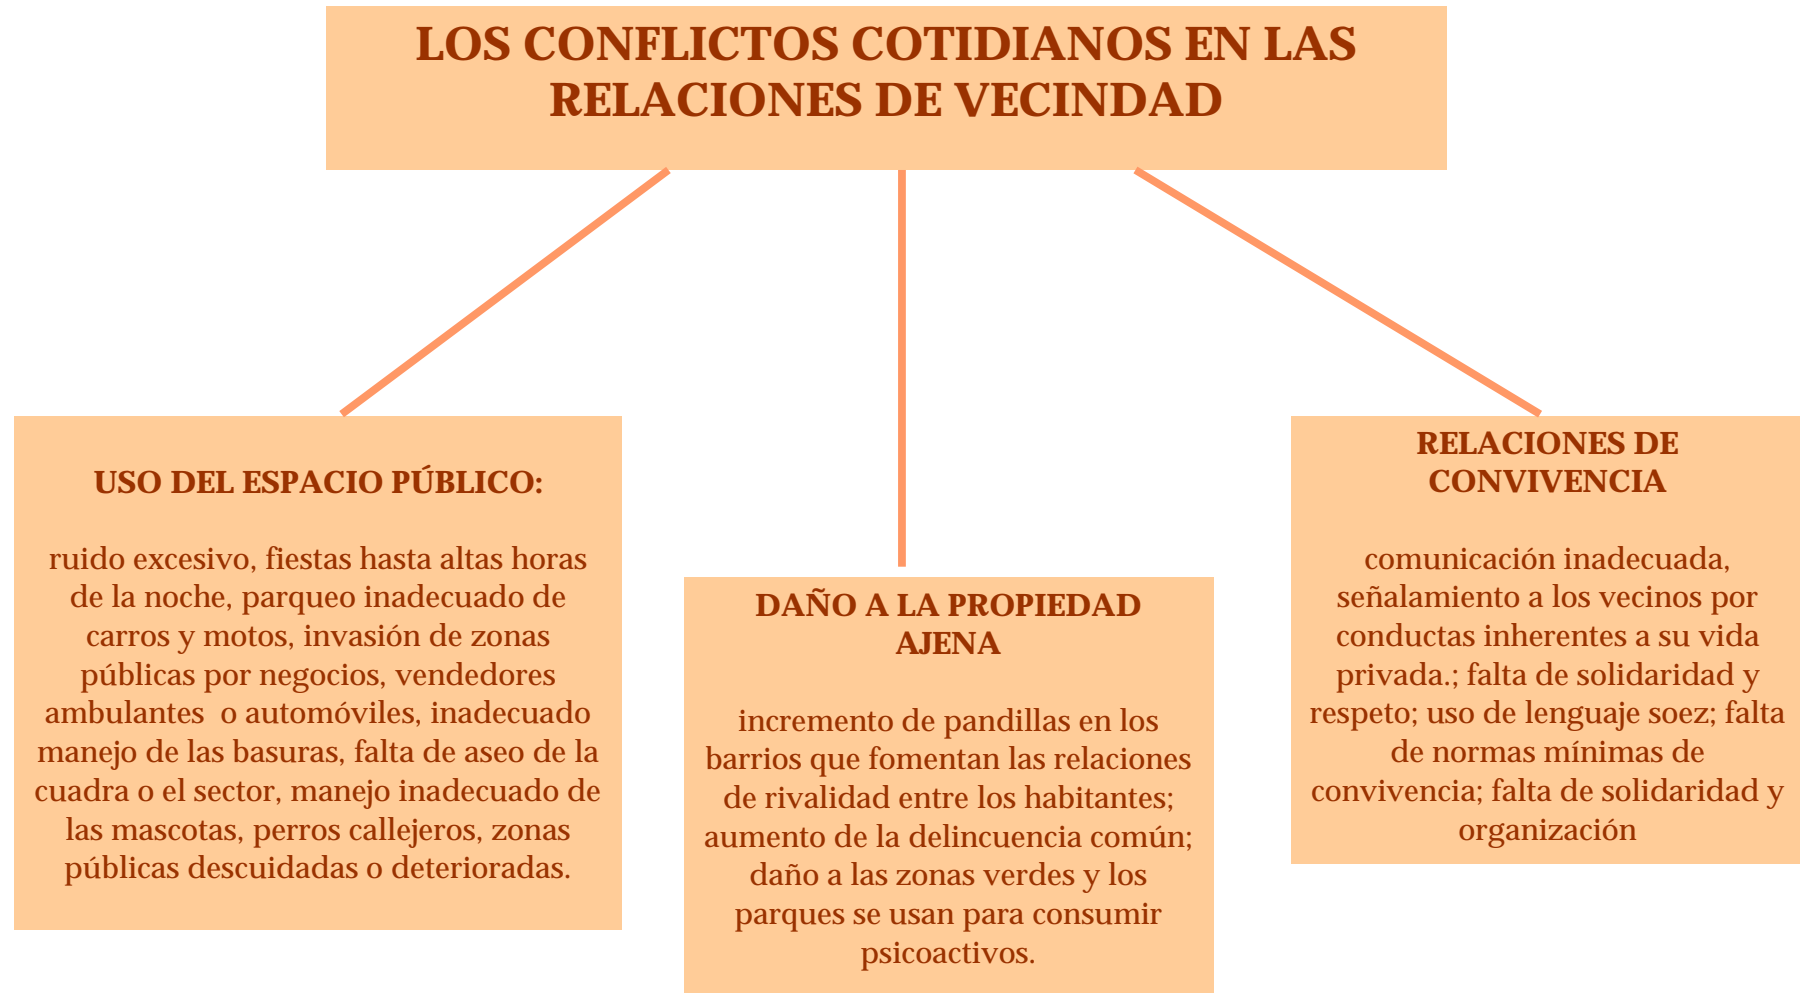 LOS CONFLICTOS COTIDIANOS EN LAS
RELACIONES DE VECINDAD
USO DEL ESPACIO PÚBLICO:
ruido excesivo, fiestas hasta altas horas
de la noche, parqueo inadecuado de
carros y motos, invasión de zonas
públicas por negocios, vendedores
ambulantes  o automóviles, inadecuado
manejo de las basuras, falta de aseo de la
cuadra o el sector, manejo inadecuado de
las mascotas, perros callejeros, zonas
públicas descuidadas o deterioradas.
DAÑO A LA PROPIEDAD
AJENA
incremento de pandillas en los
barrios que fomentan las relaciones
de rivalidad entre los habitantes;
aumento de la delincuencia común;
daño a las zonas verdes y los
parques se usan para consumir
psicoactivos.
RELACIONES DE
CONVIVENCIA
comunicación inadecuada,
señalamiento a los vecinos por
conductas inherentes a su vida
privada.; falta de solidaridad y
respeto; uso de lenguaje soez; falta
de normas mínimas de
convivencia; falta de solidaridad y
organización